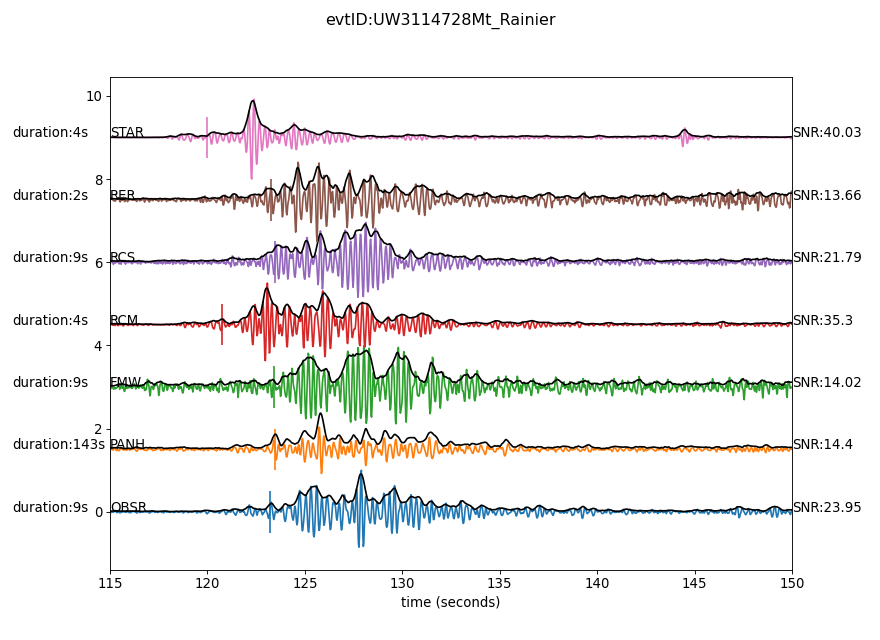 evtID:UW3114728Mt_Rainier
10
duration:4s STAR SNR:40.03
8
duration:2s RER SNR:13.66
duration:9s RCS SNR:21.79
6
duration:4s RCM SNR:35.3
4
duration:9s FMW SNR:14.02
2
duration:143s PANH SNR:14.4
duration:9s OBSR SNR:23.95
0
115 120 125 130 135 140 145 150
time (seconds)